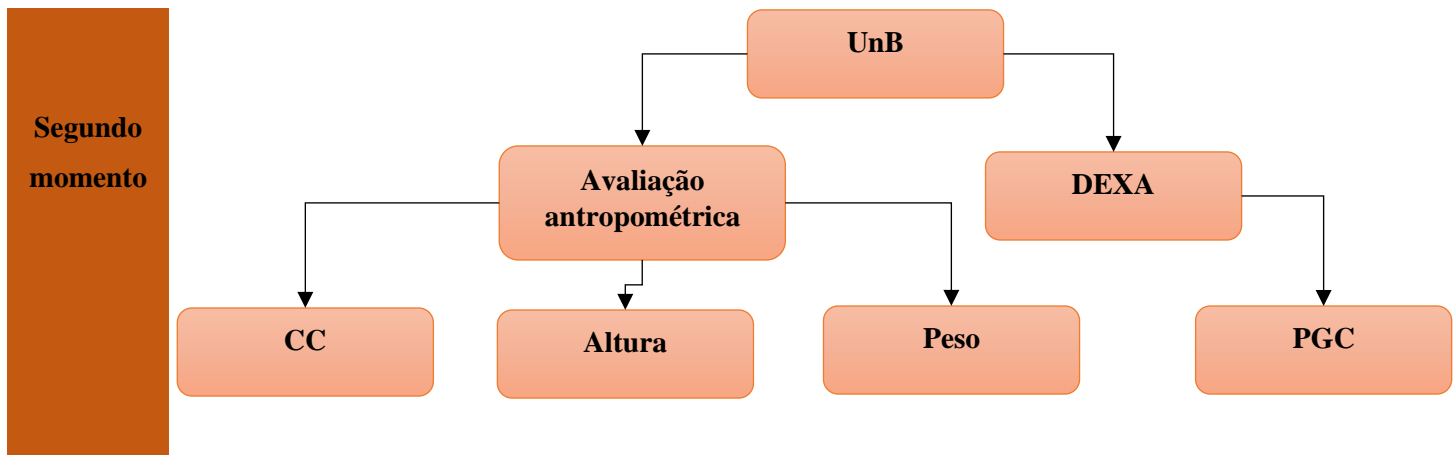 Segundo
momento
UnB
Avaliação
antropométrica
DEXA
CC
Altura
Peso
PGC